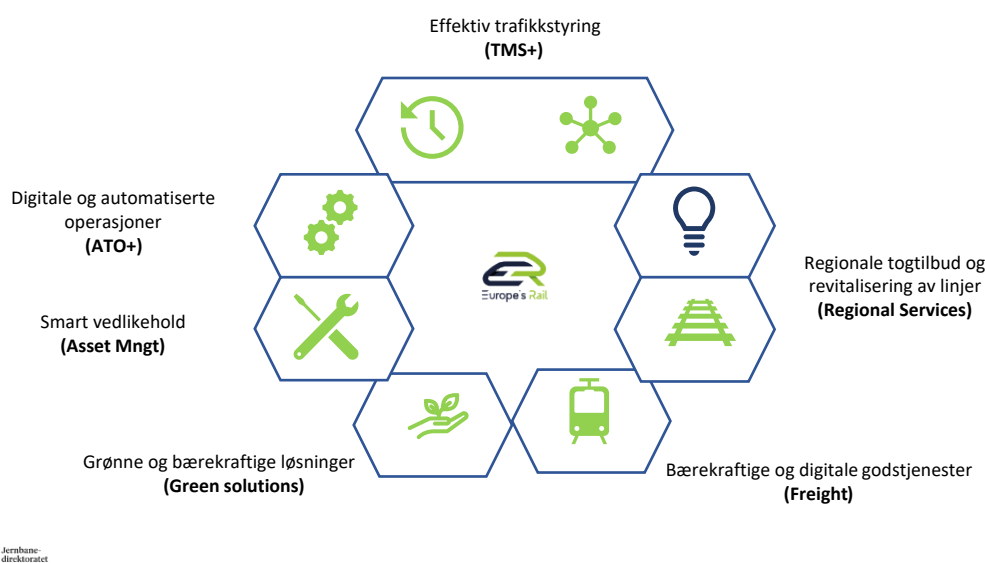 Effektiv trafikkstyring
(TMS+)
Digitale og automatiserte
operasjoner
(ATO+)
Regionale togtilbud og
revitalisering av linjer
(Regional Services)
Europe's Rail
Smart vedlikehold
(Asset Mngt)
Grønne og bærekraftige løsninger
(Green solutions)
Bærekraftige og digitale godstjenester
(Freight)
Jernbane-
direktoratet